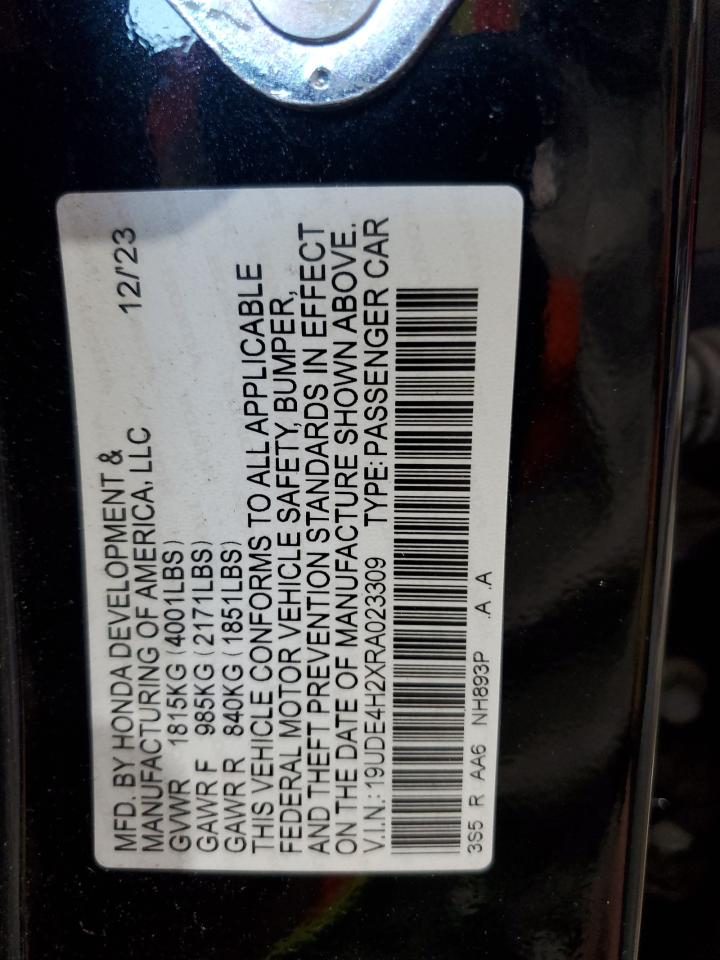 MFD. BY HONDA DEVELOPMENT &
MANUFACTURING OF AMERICA, LLC 12/'23
GVWR 1815KG (4001LBS)
GAWR F 985KG (2171LBS)
GAWR R 840KG (1851LBS)
THIS VEHICLE CONFORMS TO ALL APPLICABLE
FEDERAL MOTOR VEHICLE SAFETY, BUMPER,
AND THEFT PREVENTION STANDARDS IN EFFECT
ON THE DATE OF MANUFACTURE SHOWN ABOVE.
V.I.N.:19UDE4H2XRA023309 TYPE:PASSENGER CAR
3S5 R AA6 NH893P .A .A